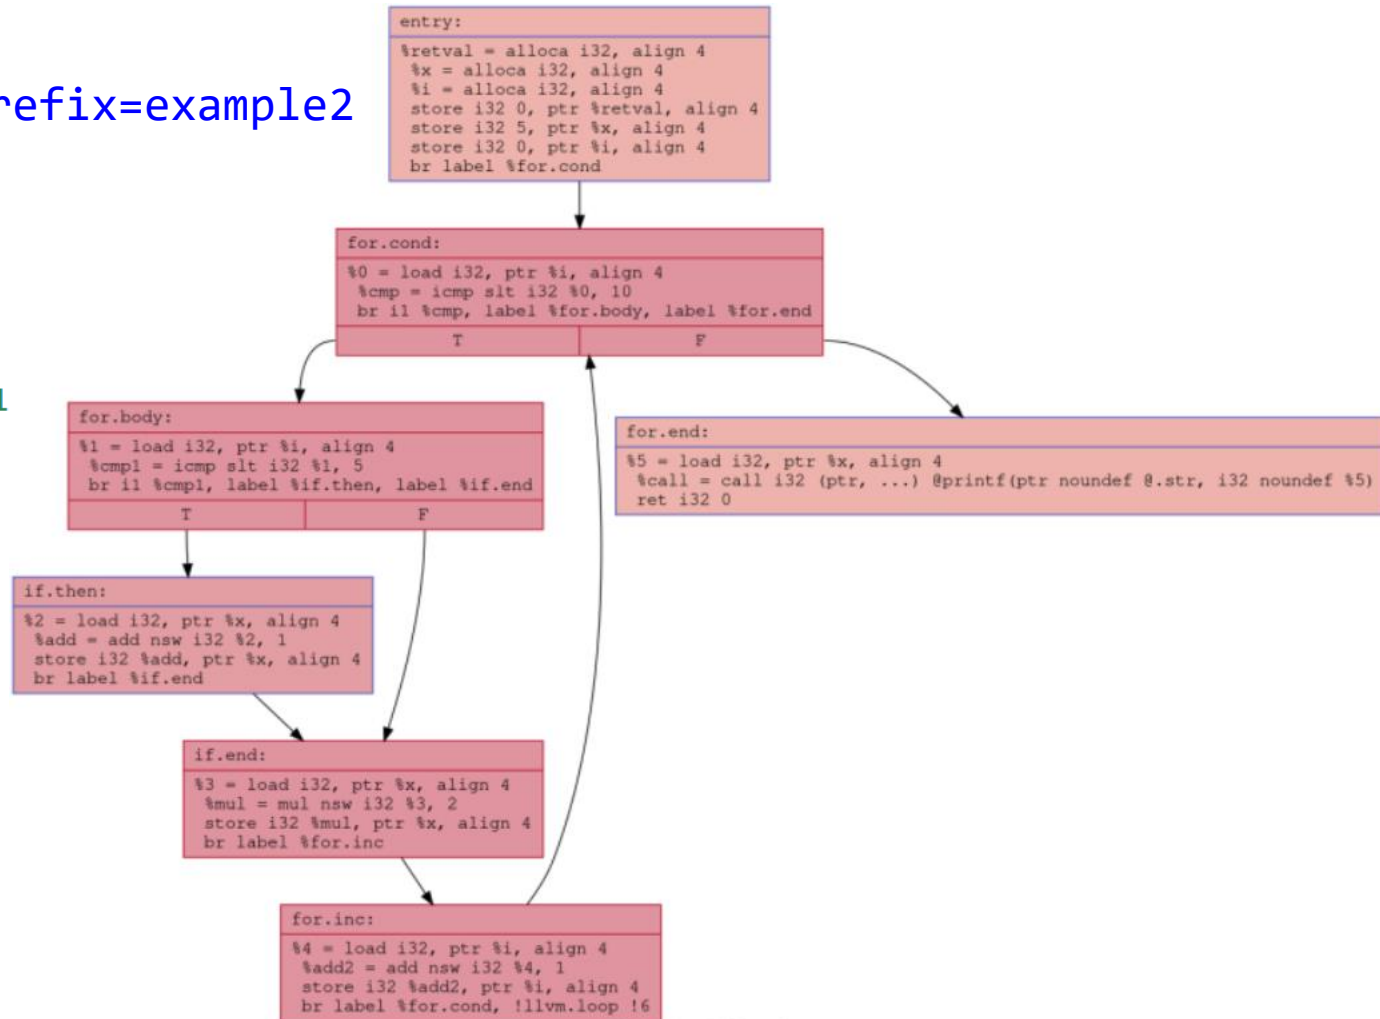 refix=example2
entry:
%retval = alloca i32, align 4
%x = alloca i32, align 4
%i = alloca i32, align 4
store i32 0, ptr %retval, align 4
store i32 5, ptr %x, align 4
store i32 0, ptr %i, align 4
br label %for.cond
for.cond:
%0 = load i32, ptr %i, align 4
%cmp = icmp slt i32 %0, 10
br i1 %cmp, label %for.body, label %for.end
T F
1
for.body:
%1 = load i32, ptr %i, align 4
%cmp1 = icmp slt i32 %1, 5
br i1 %cmp1, label %if.then, label %if.end
T F
for.end:
%5 = load i32, ptr %x, align 4
%call = call i32 (ptr, ...) @printf(ptr noundef @.str, i32 noundef %5)
ret i32 0
if.then:
%2 = load i32, ptr %x, align 4
%add = add nsw i32 %2, 1
store i32 %add, ptr %x, align 4
br label %if.end
if.end:
%3 = load i32, ptr %x, align 4
%mul = mul nsw i32 %3, 2
store i32 %mul, ptr %x, align 4
br label %for.inc
for.inc:
%4 = load i32, ptr %i, align 4
%add2 = add nsw i32 %4, 1
store i32 %add2, ptr %i, align 4
br label %for.cond, !llvm.loop !6